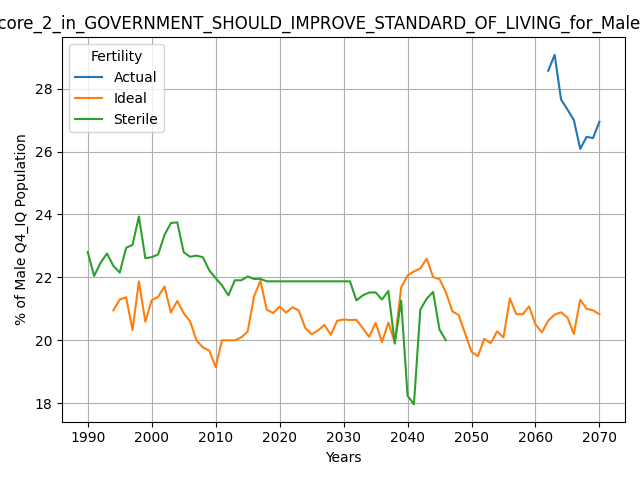 core_2_in_GOVERNMENT_SHOULD_IMPROVE_STANDARD_OF_LIVING_for_Male
Fertility
Actual
Ideal
Sterile
% of Male Q4_IQ Population
28
26
24
22
20
18
1990 2000 2010 2020 2030 2040 2050 2060 2070
Years